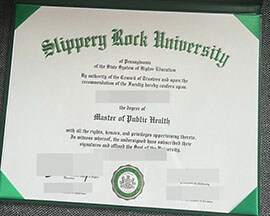 Slippery Rock University
of Pennsylvania
of the State System of Higher Education
By authority of the Council of Trustees and upon the
recommendation of the Faculty hereby confers upon
the degree of
Master of Public Health
with all the rights, honors, and privileges appertaining thereto.
In witness whereof, the undersigned have subscribed their
signatures and affixed the Seal of the University.